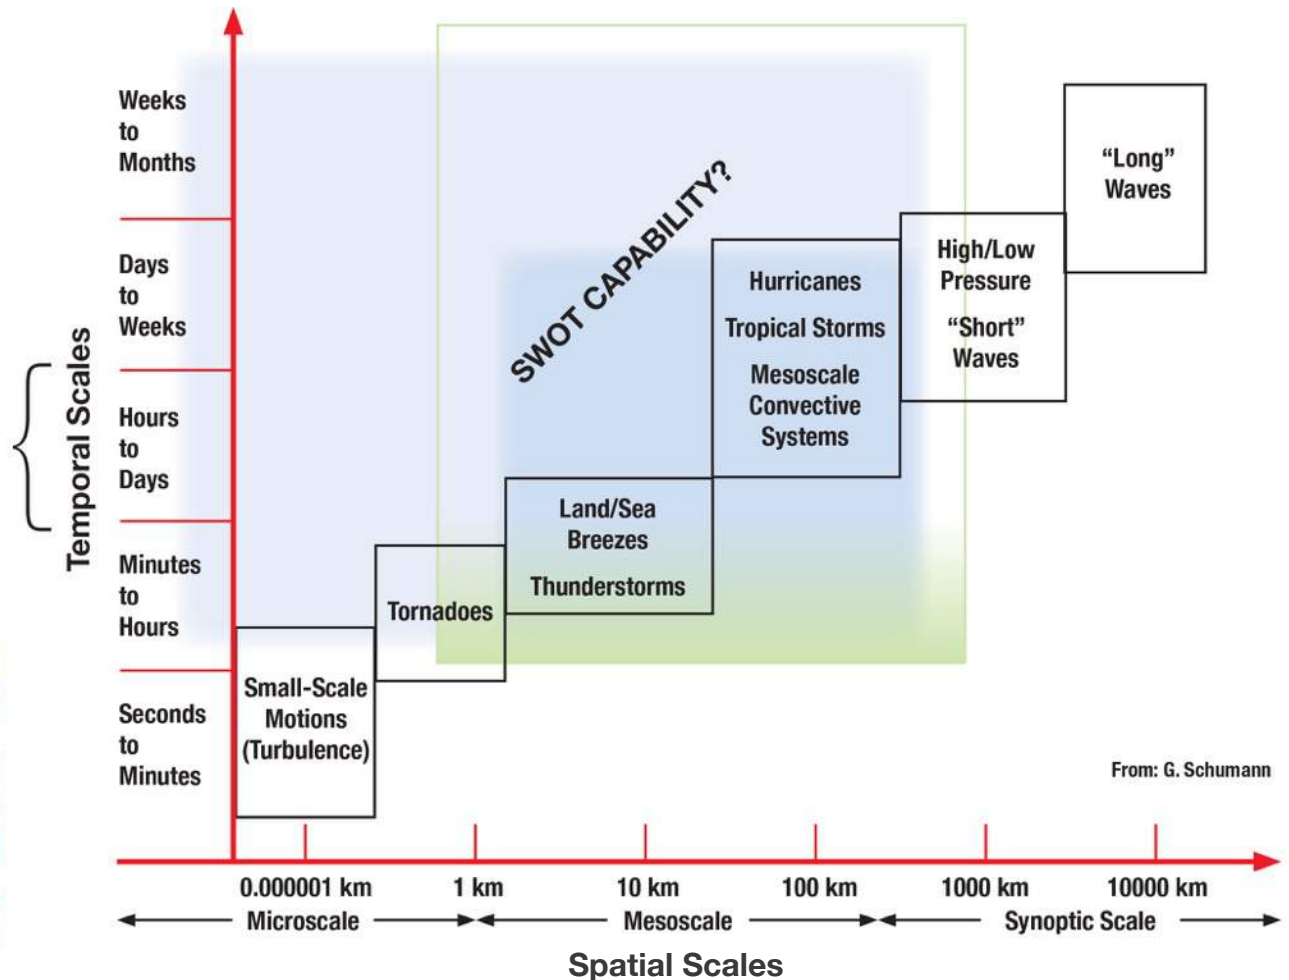 Weeks
to
Months
Days
to
Weeks
Hours
to
Days
Minutes
to
Hours
Seconds
to
Minutes
Temporal Scales
SWOT CAPABILITY?
“Long”
Waves
High/Low
Pressure
“Short”
Waves
Hurricanes
Tropical Storms
Mesoscale
Convective
Systems
Land/Sea
Breezes
Thunderstorms
Tornadoes
Small-Scale
Motions
(Turbulence)
From: G. Schumann
0.000001 km 1 km 10 km 100 km 1000 km 10000 km
Microscale Mesoscale Synoptic Scale
Spatial Scales